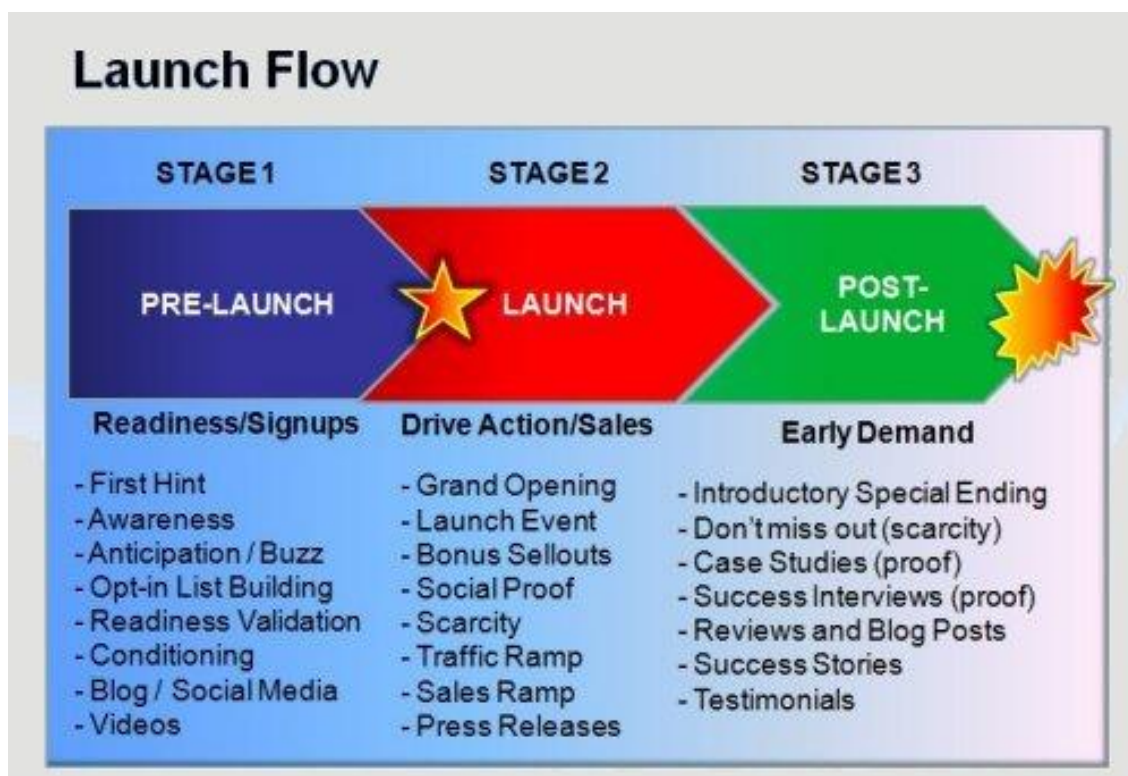 Launch Flow
STAGE 1
STAGE 2
STAGE 3
PRE-LAUNCH
LAUNCH
POST-
LAUNCH
Readiness/Signups
- First Hint
- Awareness
- Anticipation / Buzz
- Opt-in List Building
- Readiness Validation
- Conditioning
- Blog / Social Media
- Videos
Drive Action/Sales
- Grand Opening
- Launch Event
- Bonus Sellouts
- Social Proof
- Scarcity
- Traffic Ramp
- Sales Ramp
- Press Releases
Early Demand
- Introductory Special Ending
- Don't miss out (scarcity)
- Case Studies (proof)
- Success Interviews (proof)
- Reviews and Blog Posts
- Success Stories
- Testimonials